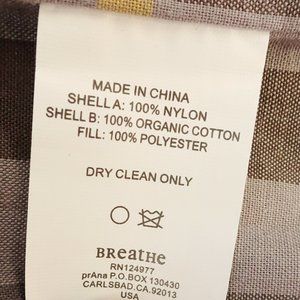 MADE IN CHINA
SHELL A: 100% NYLON
SHELL B: 100% ORGANIC COTTON
FILL: 100% POLYESTER
DRY CLEAN ONLY
BReatHe
RN124977
prAna P.O.BOX 130430
CARLSBAD.CA.92013
USA